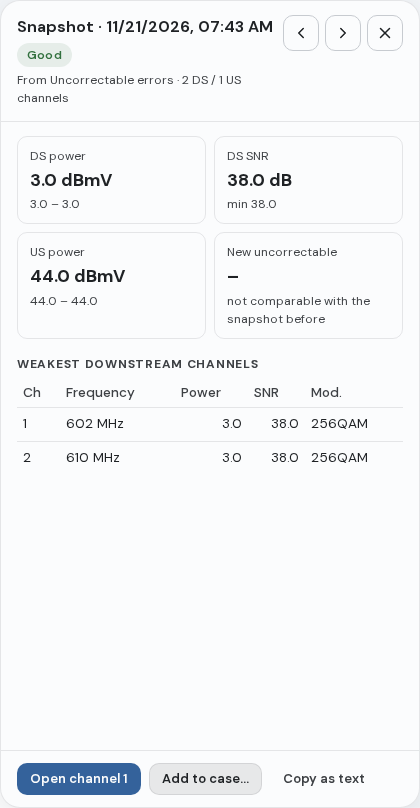 Snapshot · 11/21/2026, 07:43 AM
Good
From Uncorrectable errors · 2 DS / 1 US
channels
DS power
3.0 dBmV
3.0 – 3.0
DS SNR
38.0 dB
min 38.0
US power
44.0 dBmV
44.0 – 44.0
New uncorrectable
–
not comparable with the
snapshot before
WEAKEST DOWNSTREAM CHANNELS
Ch Frequency Power SNR Mod.
1 602 MHz 3.0 38.0 256QAM
2 610 MHz 3.0 38.0 256QAM
Open channel 1 Add to case… Copy as text